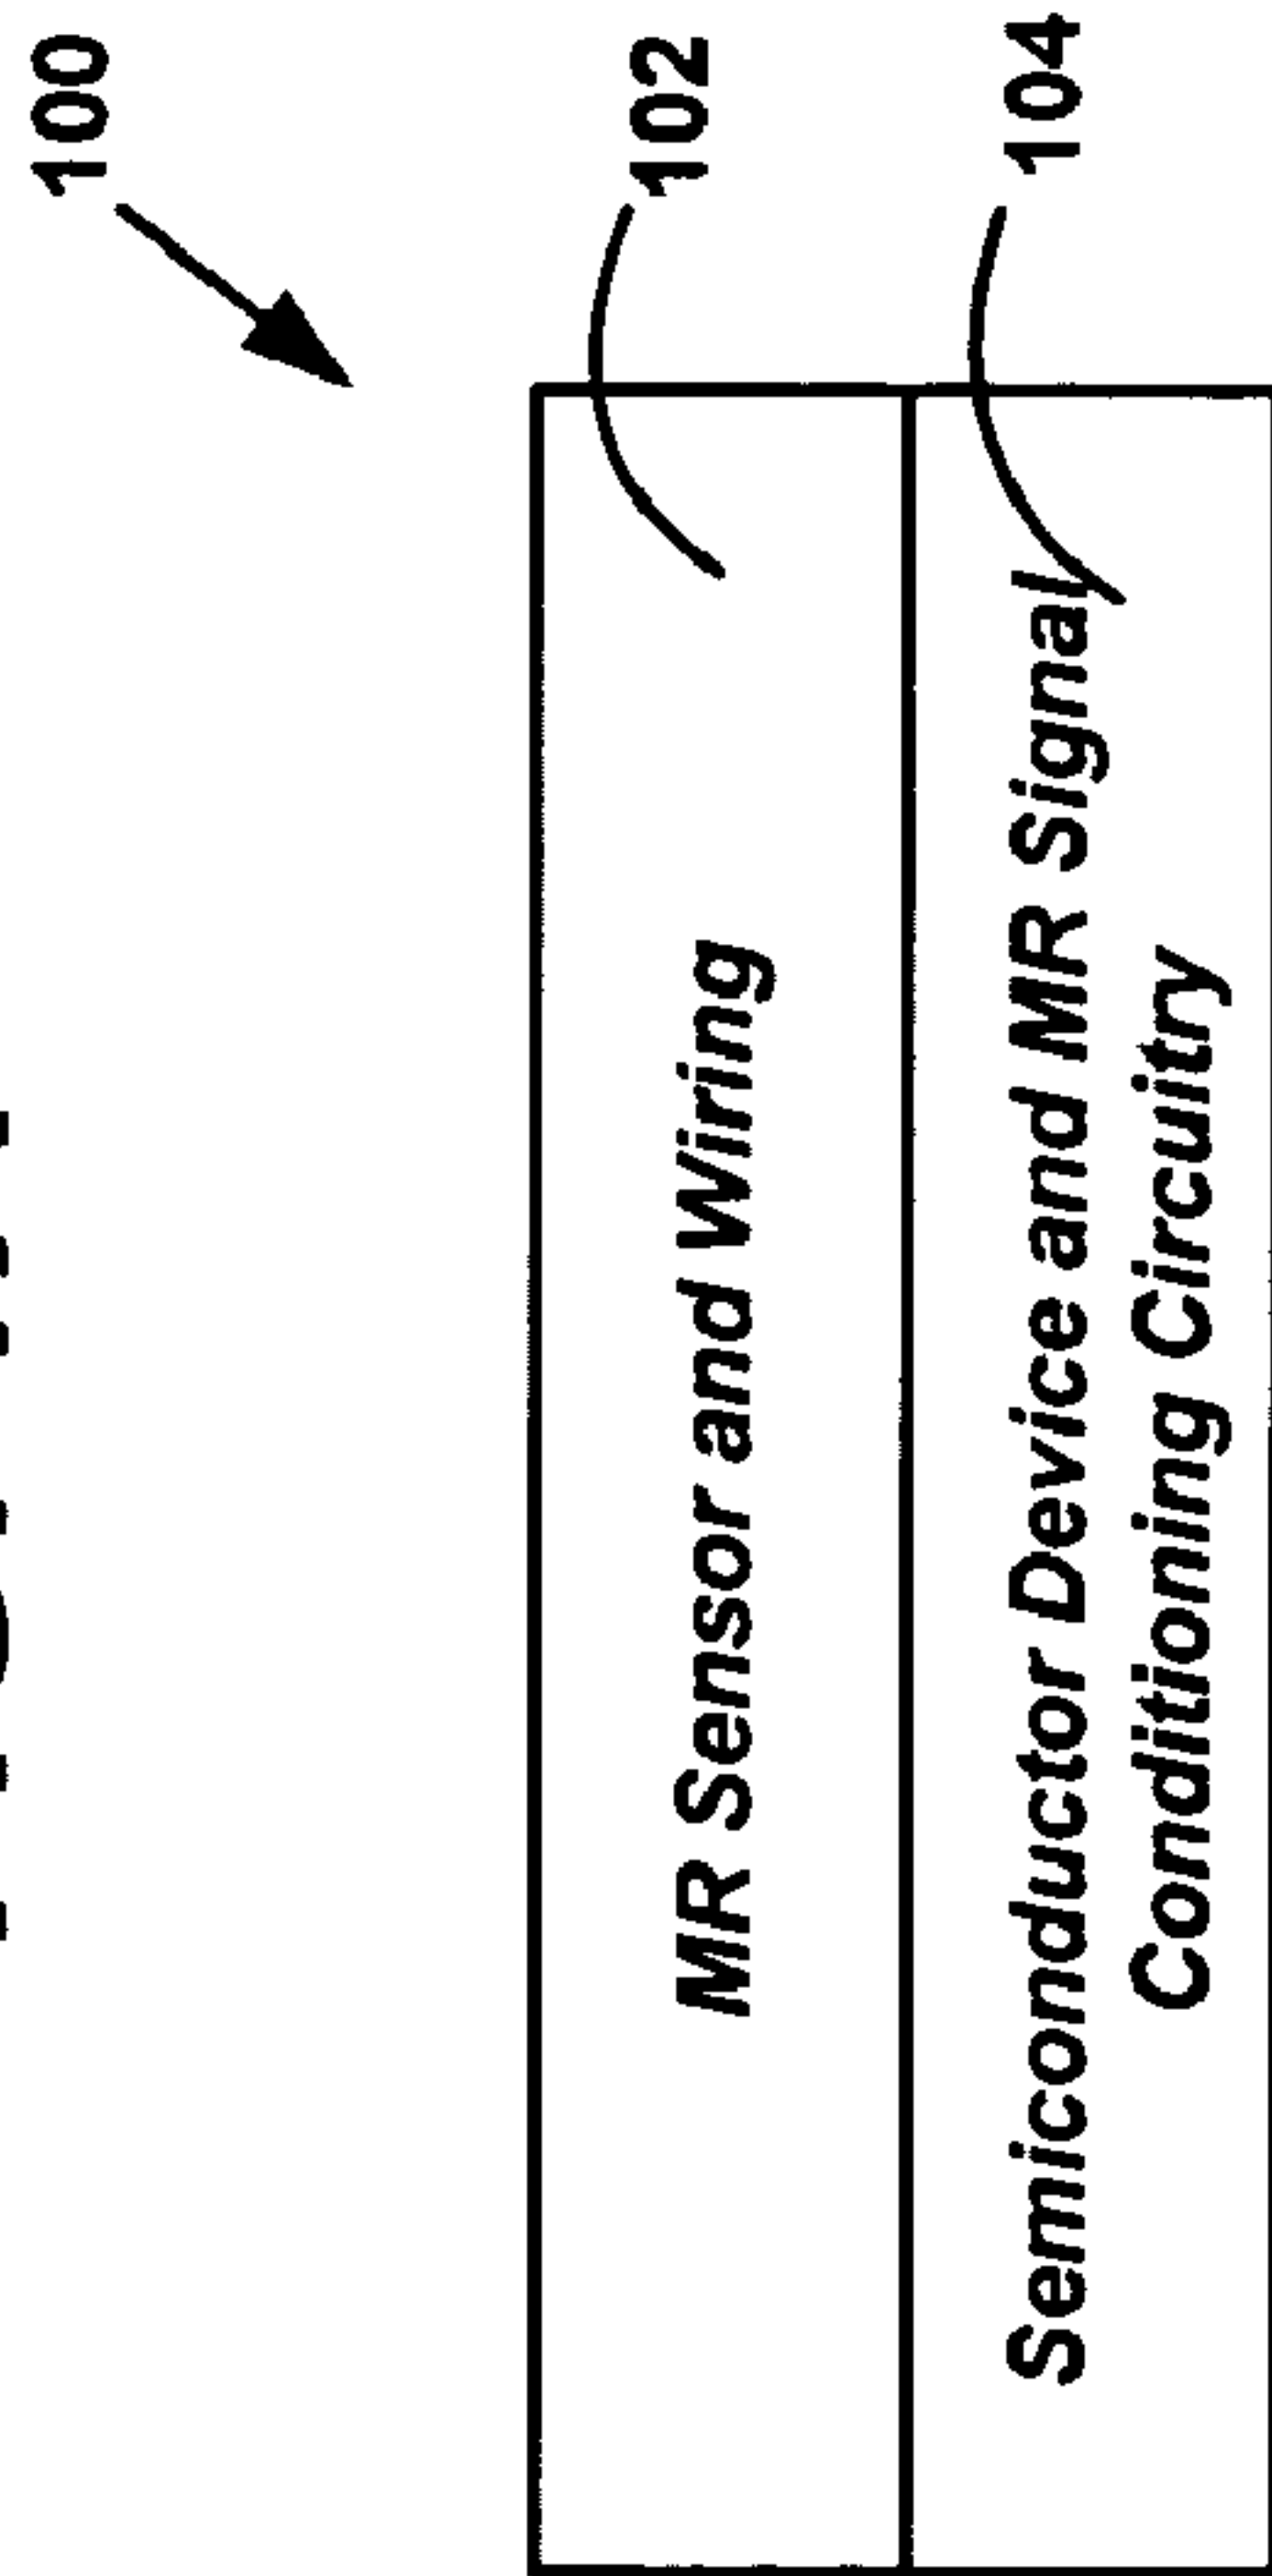 100
102
MR Sensor and Wiring
104
Semiconductor Device and MR Signal
Conditioning Circuitry